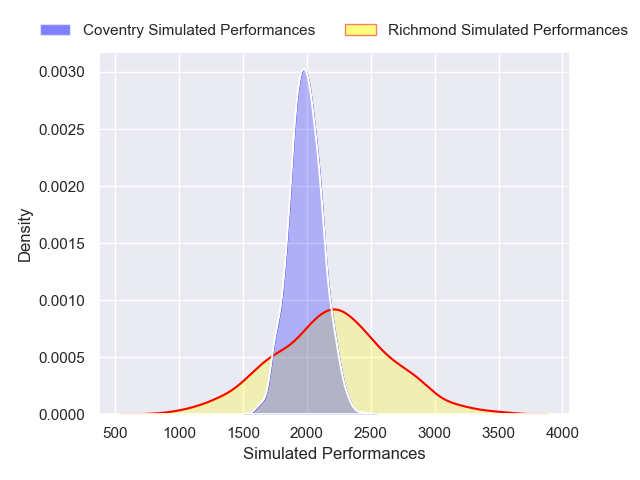 Coventry Simulated Performances Richmond Simulated Performances
0.0030
0.0025
0.0020
0.0015
0.0010
0.0005
0.0000
Density
500 1000 1500 2000 2500 3000 3500 4000
Simulated Performances